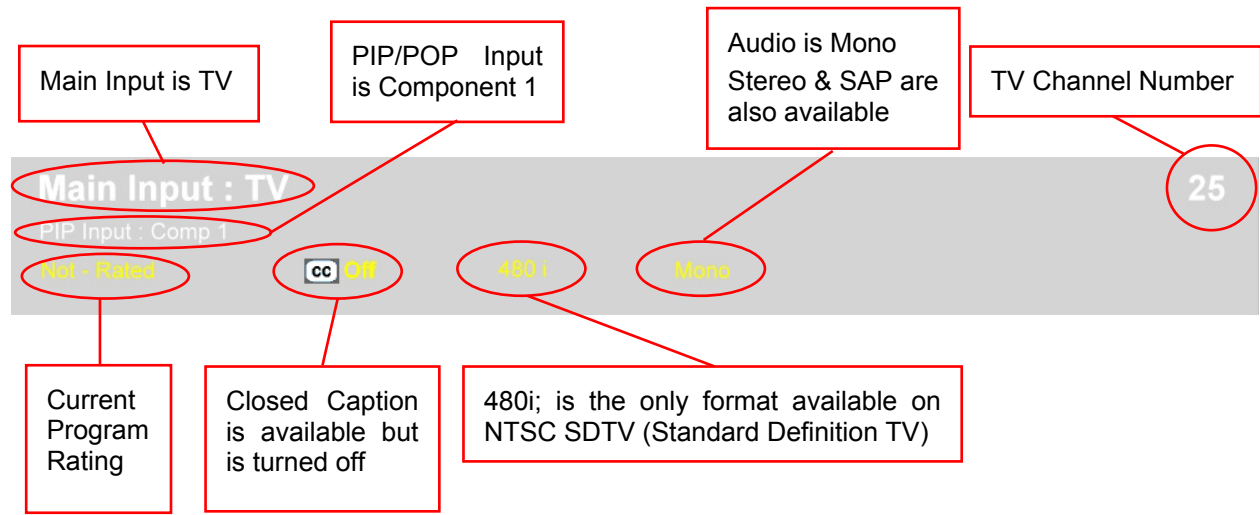 Main Input is TV
PIP/POP Input
is Component 1
Audio is Mono
Stereo & SAP are
also available
TV Channel Number
Main Input : TV
25
PIP Input : Comp 1
Not - Rated
cc Off
480 i
Mono
Current
Program
Rating
Closed Caption
is available but
is turned off
480i; is the only format available on
NTSC SDTV (Standard Definition TV)